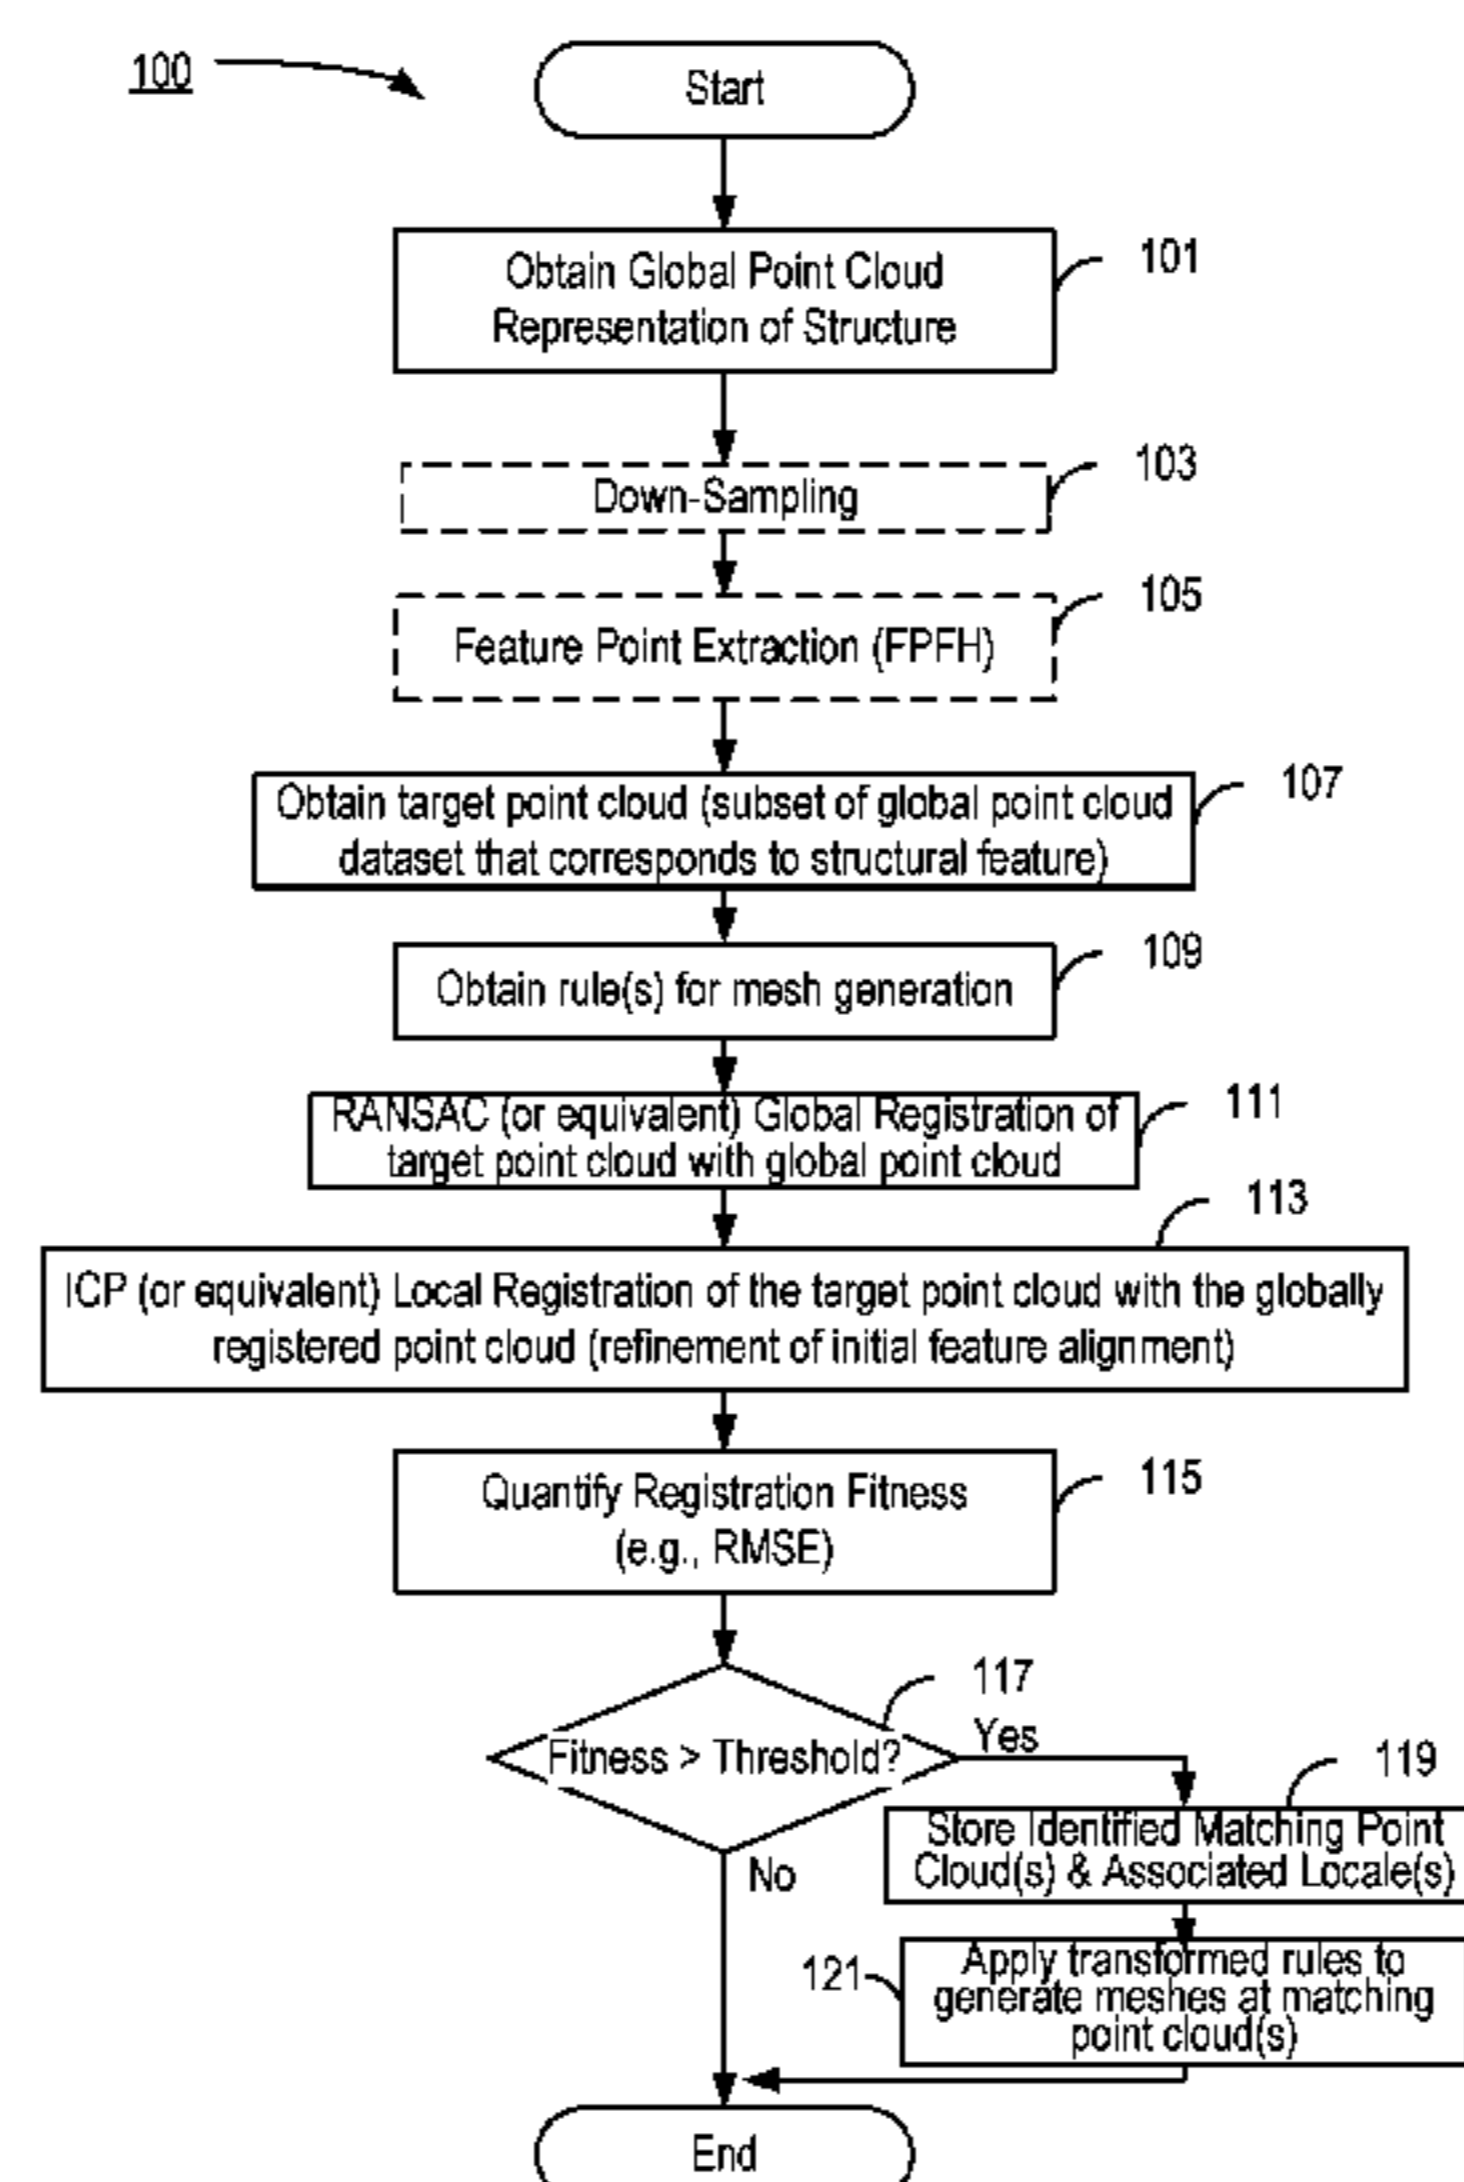 100
Start
Obtain Global Point Cloud
Representation of Structure
101
Down-Sampling
103
Feature Point Extraction (FPFH)
105
Obtain target point cloud (subset of global point cloud
dataset that corresponds to structural feature)
107
Obtain rule(s) for mesh generation
109
RANSAC (or equivalent) Global Registration of
target point cloud with global point cloud
111
113
ICP (or equivalent) Local Registration of the target point cloud with the globally
registered point cloud (refinement of initial feature alignment)
Quantify Registration Fitness
(e.g., RMSE)
115
117
Fitness > Threshold?
Yes
No
119
Store Identified Matching Point
Cloud(s) & Associated Locale(s)
121
Apply transformed rules to
generate meshes at matching
point cloud(s)
End